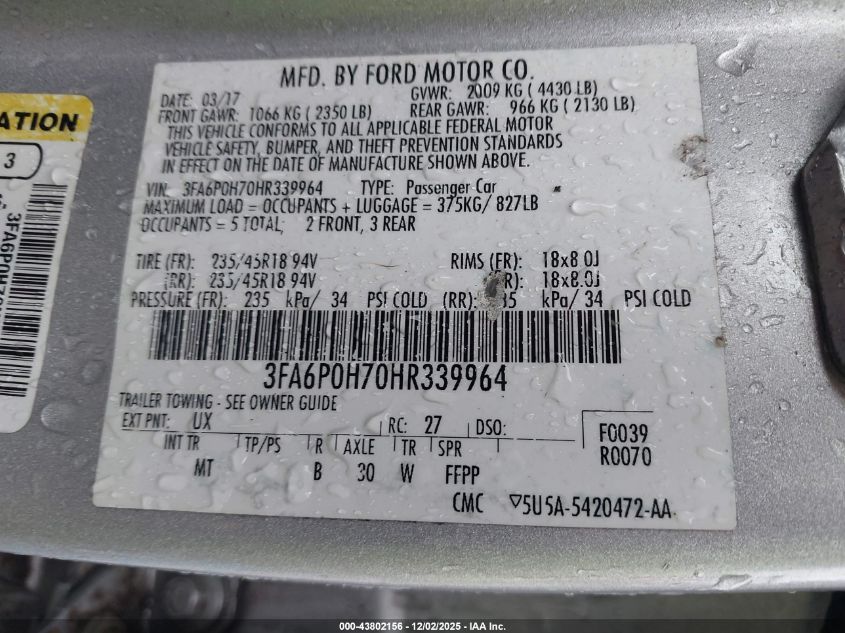 MFD. BY FORD MOTOR CO.
DATE: 03/17 GVWR: 2009 KG ( 4430 LB)
FRONT GAWR: 1066 KG ( 2350 LB) REAR GAWR: 966 KG ( 2130 LB)
THIS VEHICLE CONFORMS TO ALL APPLICABLE FEDERAL MOTOR
VEHICLE SAFETY, BUMPER, AND THEFT PREVENTION STANDARDS
IN EFFECT ON THE DATE OF MANUFACTURE SHOWN ABOVE.
VIN: 3FA6P0H70HR339964 TYPE: Passenger Car
MAXIMUM LOAD = OCCUPANTS + LUGGAGE = 375KG/ 827LB
OCCUPANTS = 5 TOTAL; 2 FRONT, 3 REAR
TIRE (FR): 235/45R18 94V RIMS (FR): 18x8.0J
(RR): 235/45R18 94V R): 18x8.0J
PRESSURE (FR): 235 kPa/ 34 PSI COLD (RR): 35 kPa/ 34 PSI COLD
3FA6P0H70HR339964
TRAILER TOWING - SEE OWNER GUIDE
EXT PNT: UX RC: 27 DSO:
INT TR TP/PS R AXLE TR SPR
MT B 30 W FFPP
F0039
R0070
CMC 5U5A-5420472-AA
ATION
3
3FA6P0H70
000-43802156 • 12/02/2025 • IAA Inc.